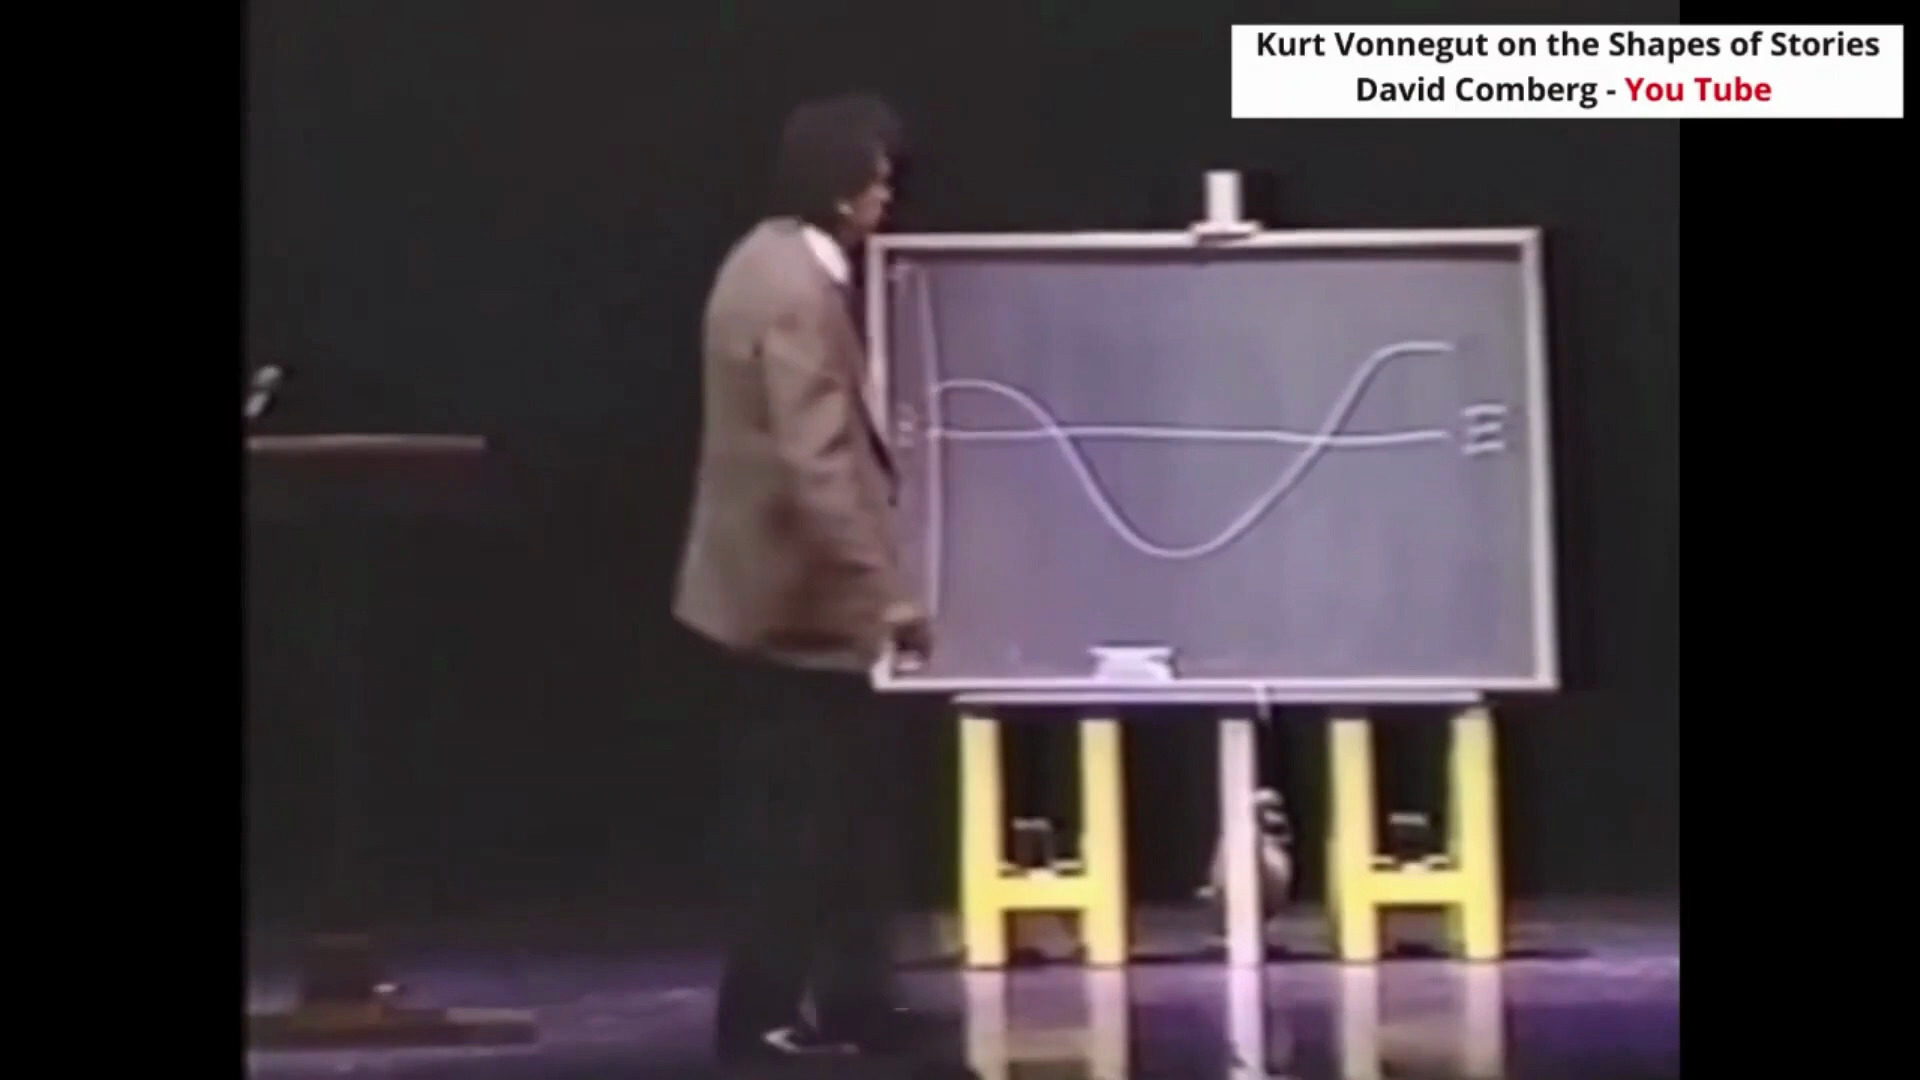 Kurt Vonnegut on the Shapes of Stories
David Comberg - You Tube